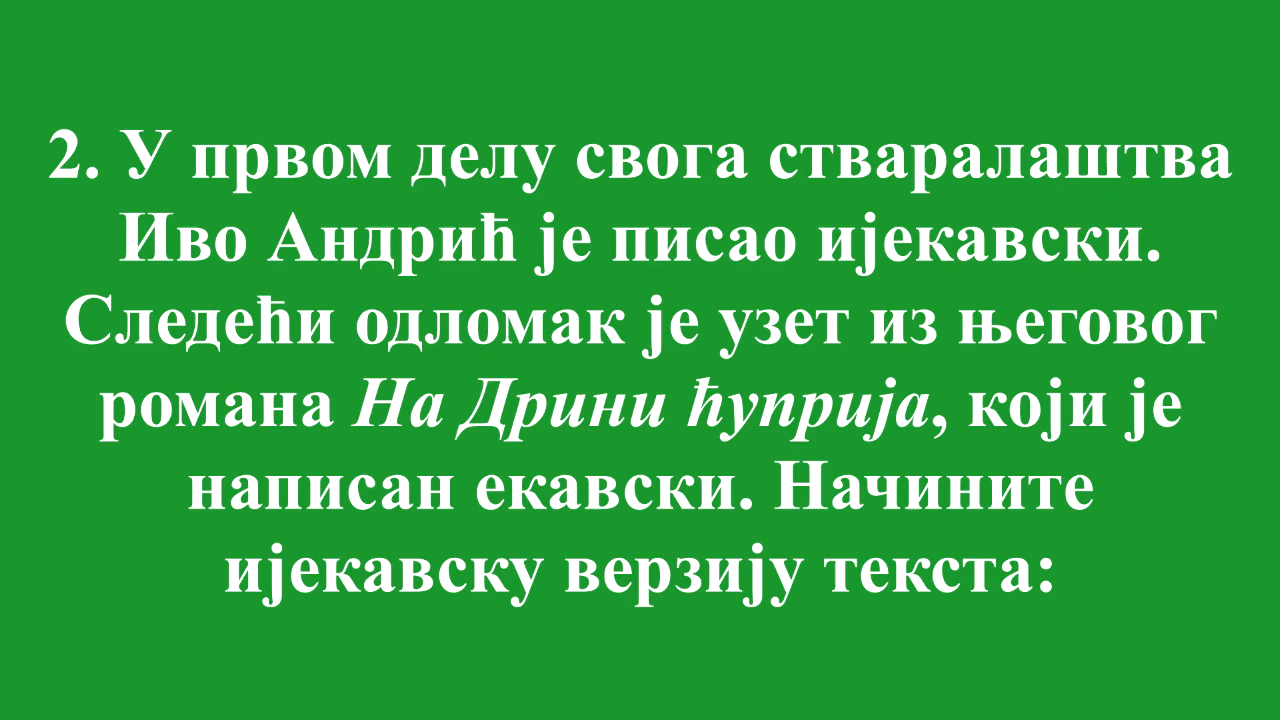 2. У првом делу свога стваралаштва
Иво Андрић је писао ијекавски.
Следећи одломак је узет из његовог
романа На Дрини ћуприја, који је
написан екавски. Начините
ијекавску верзију текста: